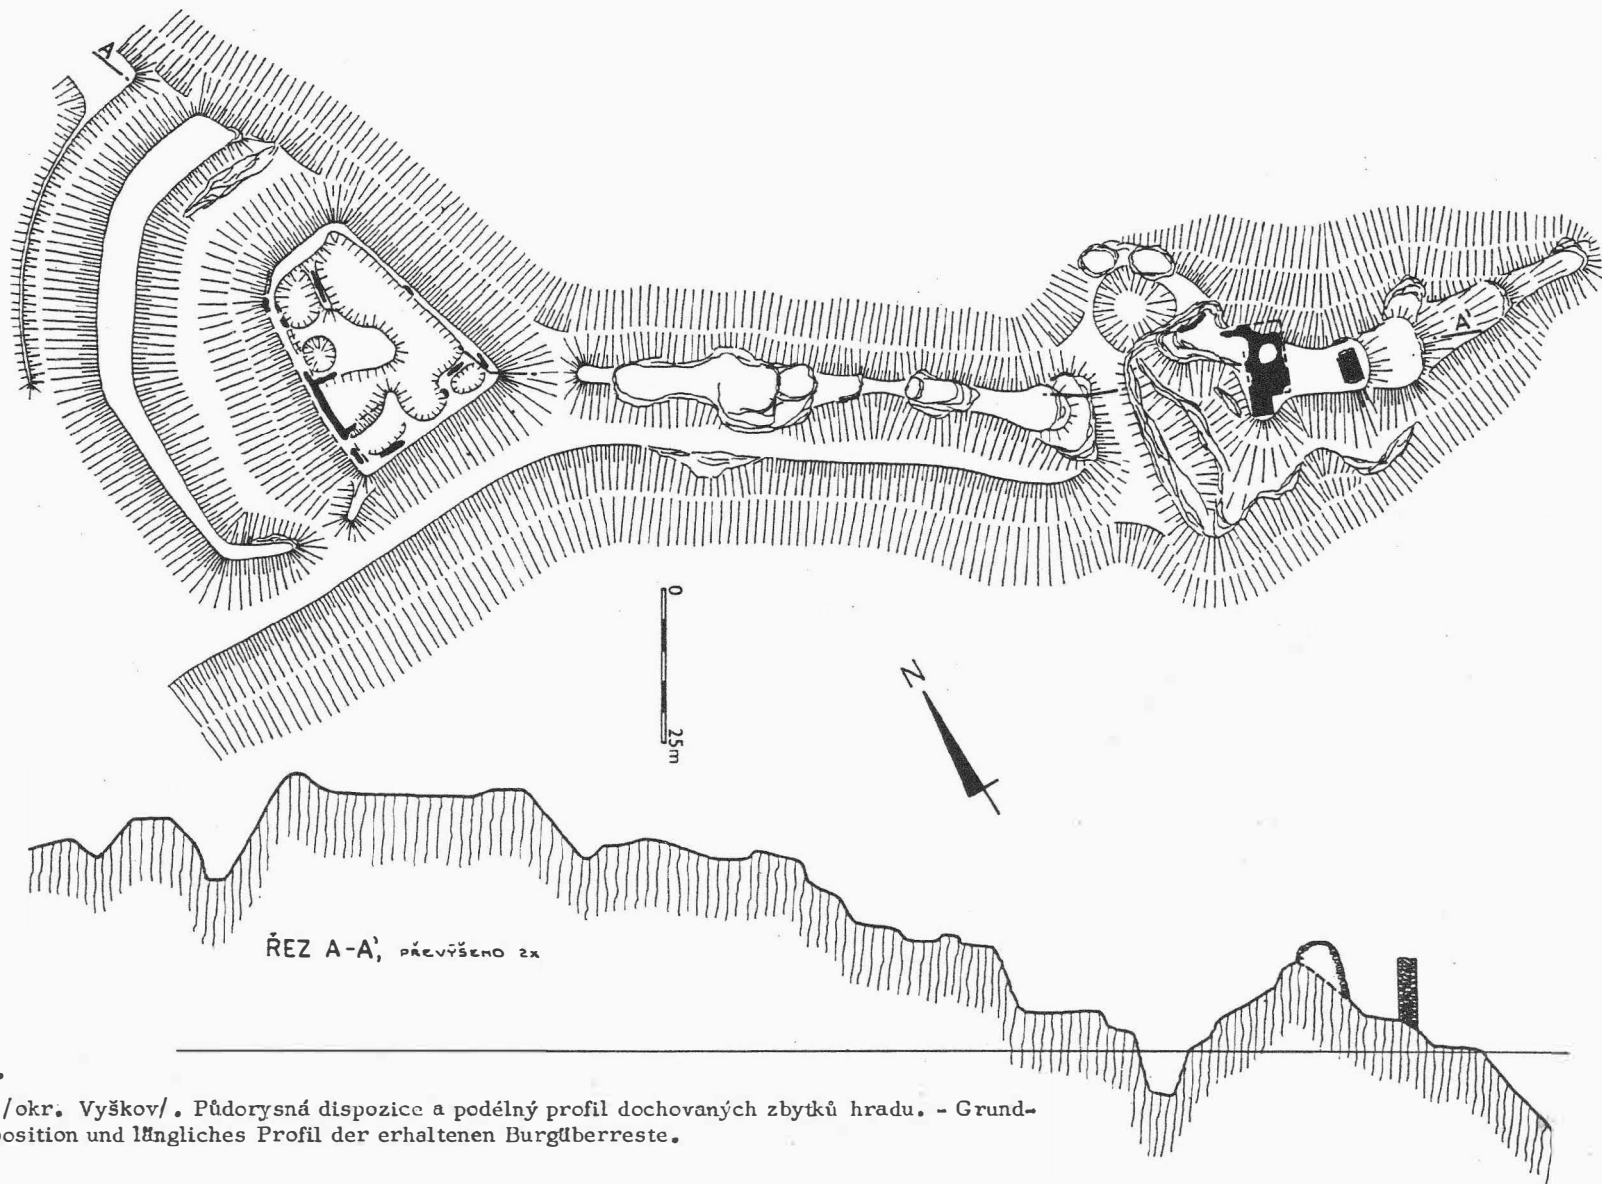 A
A'
0
25m
N
ŘEZ A-A', PŘEVÝŠENO 2x
/okr. Vyškov/. Půdorysná dispozice a podélný profil dochovaných zbytků hradu. - Grund-
position und längliches Profil der erhaltenen Burgüberreste.